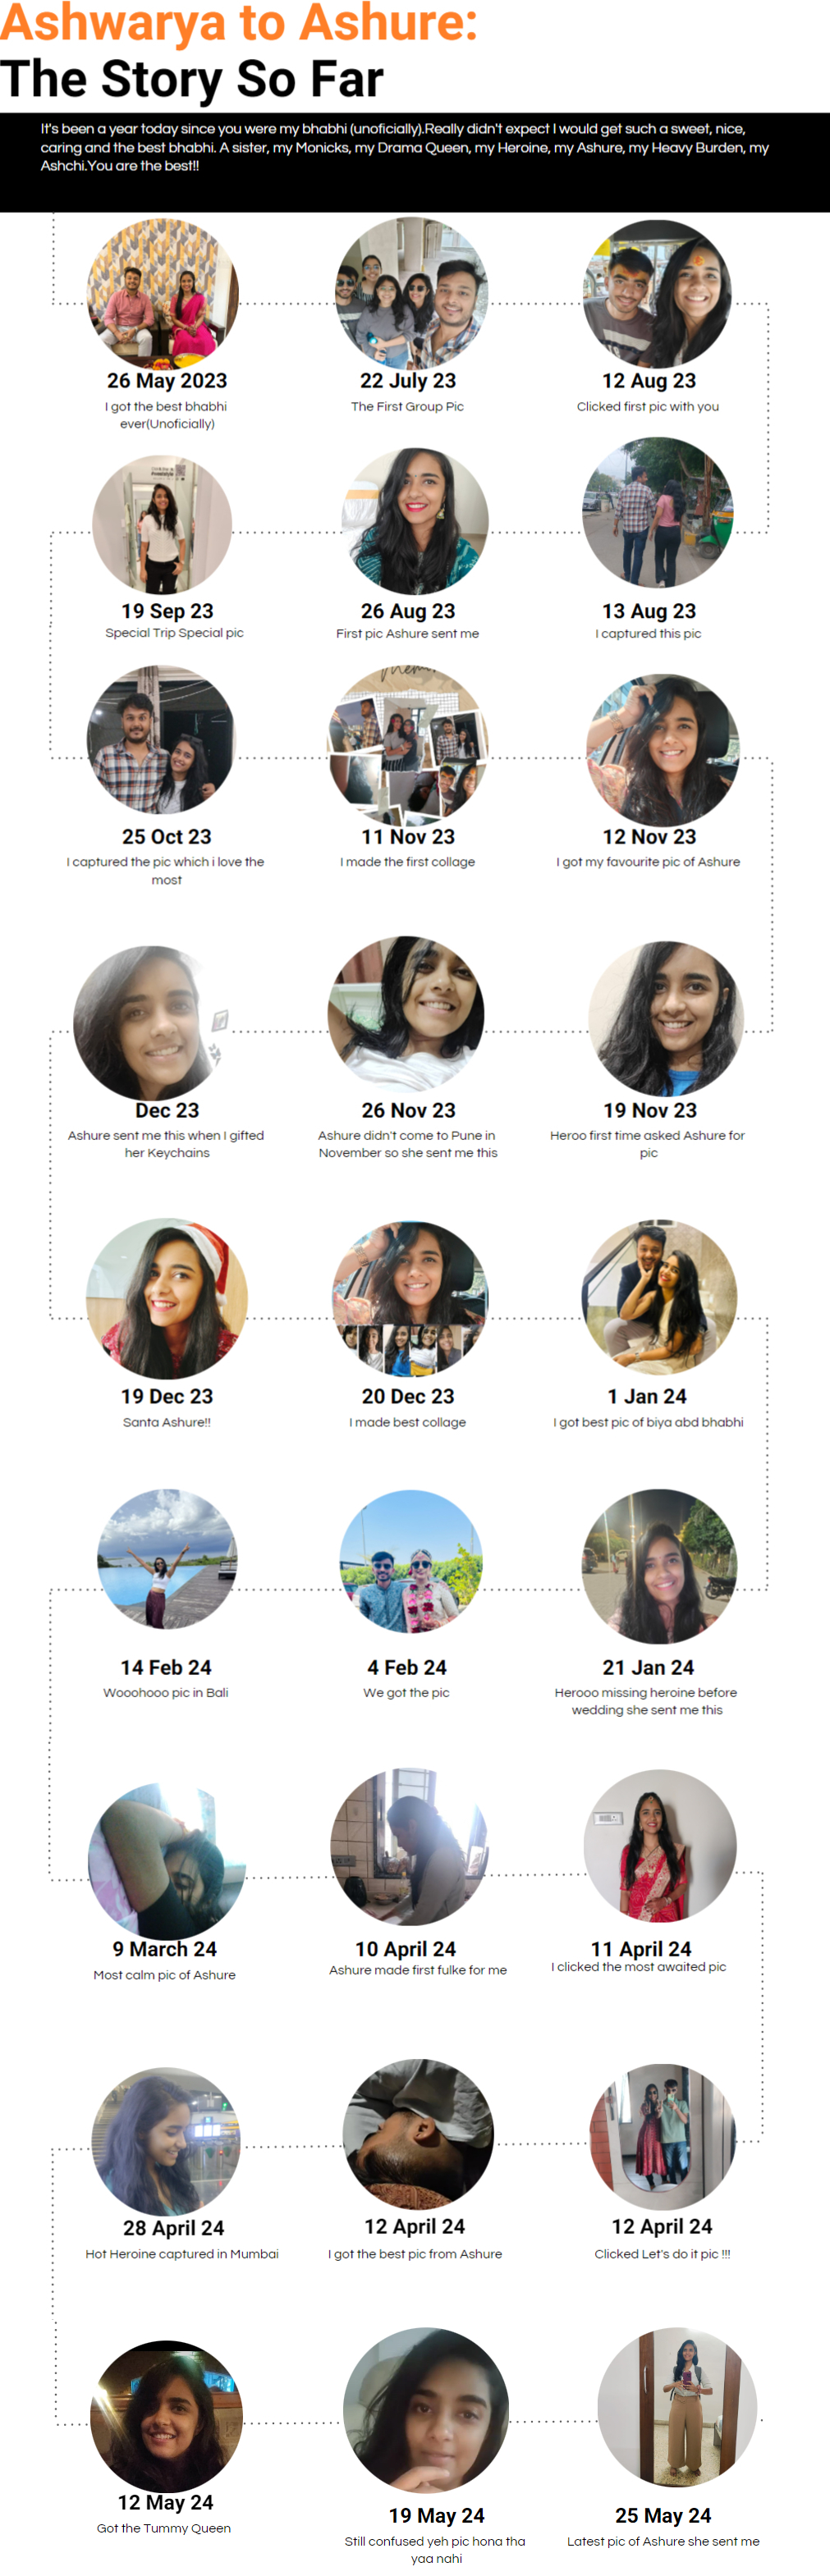 Ashwarya to Ashure:
The Story So Far
It's been a year today since you were my bhabhi (unoficially).Really didn't expect I would get such a sweet, nice,
caring and the best bhabhi. A sister, my Monicks, my Drama Queen, my Heroine, my Ashure, my Heavy Burden, my
Ashchi.You are the best!!
26 May 2023
I got the best bhabhi
ever(Unoficially)
22 July 23
The First Group Pic
12 Aug 23
Clicked first pic with you
19 Sep 23
Special Trip Special pic
26 Aug 23
First pic Ashure sent me
13 Aug 23
I captured this pic
25 Oct 23
I captured the pic which i love the
most
11 Nov 23
I made the first collage
12 Nov 23
I got my favourite pic of Ashure
Dec 23
Ashure sent me this when I gifted
her Keychains
26 Nov 23
Ashure didn't come to Pune in
November so she sent me this
19 Nov 23
Heroo first time asked Ashure for
pic
19 Dec 23
Santa Ashure!!
20 Dec 23
I made best collage
1 Jan 24
I got best pic of biya abd bhabhi
14 Feb 24
Wooohooo pic in Bali
4 Feb 24
We got the pic
21 Jan 24
Herooo missing heroine before
wedding she sent me this
9 March 24
Most calm pic of Ashure
10 April 24
Ashure made first fulke for me
11 April 24
I clicked the most awaited pic
28 April 24
Hot Heroine captured in Mumbai
12 April 24
I got the best pic from Ashure
12 April 24
Clicked Let's do it pic !!!
12 May 24
Got the Tummy Queen
19 May 24
Still confused yeh pic hona tha
yaa nahi
25 May 24
Latest pic of Ashure she sent me